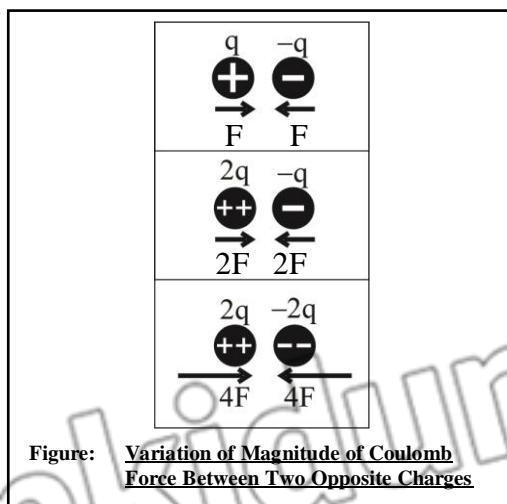 q −q
+ −
F F
2q −q
++ −
2F 2F
2q −2q
++ −−
4F 4F
Figure: Variation of Magnitude of Coulomb
Force Between Two Opposite Charges